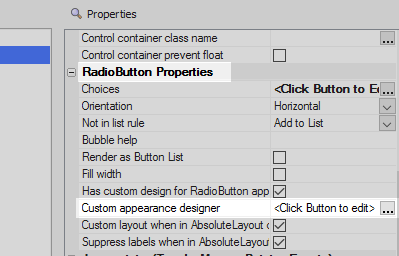 Properties
Control container class name ...
Control container prevent float
RadioButton Properties
Choices <Click Button to Ed ...
Orientation Horizontal
Not in list rule Add to List
Bubble help
Render as Button List
Fill width
Has custom design for RadioButton app
Custom appearance designer <Click Button to edit> ...
Custom layout when in AbsoluteLayout
Suppress labels when in AbsoluteLayout